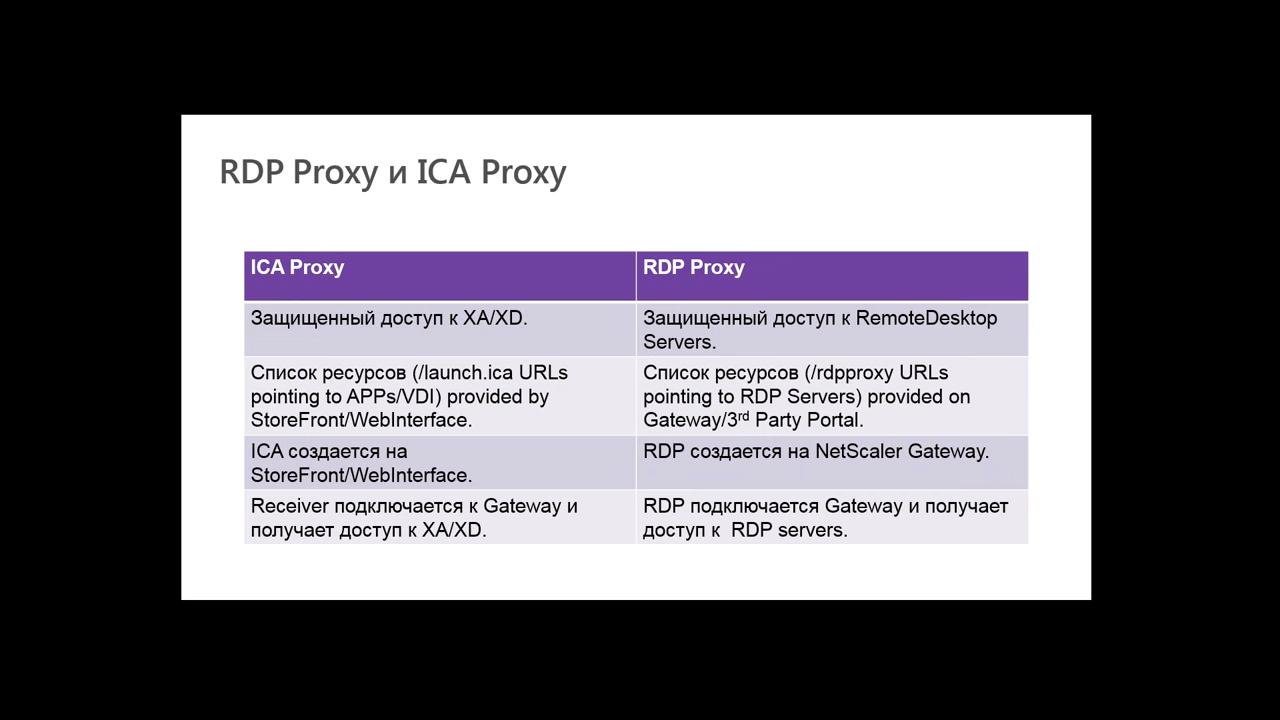 RDP Proxy и ICA Proxy
ICA Proxy
RDP Proxy
Защищенный доступ к XA/XD.
Защищенный доступ к RemoteDesktop
Servers.
Список ресурсов (/launch.ica URLs
pointing to APPs/VDI) provided by
StoreFront/WebInterface.
Список ресурсов (/rdpproxy URLs
pointing to RDP Servers) provided on
Gateway/3rd Party Portal.
ICA создается на
StoreFront/WebInterface.
RDP создается на NetScaler Gateway.
Receiver подключается к Gateway и
получает доступ к XA/XD.
RDP подключается Gateway и получает
доступ к  RDP servers.